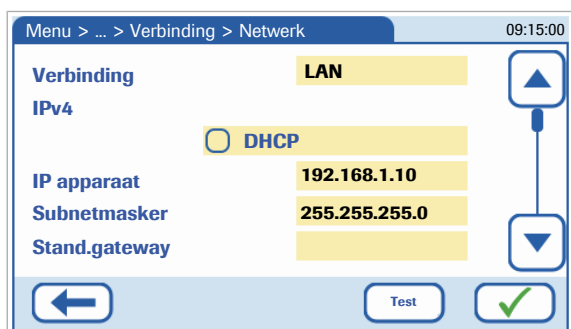 Menu > ... > Verbinding > Netwerk 09:15:00
Verbinding LAN
IPv4
DHCP
IP apparaat 192.168.1.10
Subnetmasker 255.255.255.0
Stand.gateway
Test